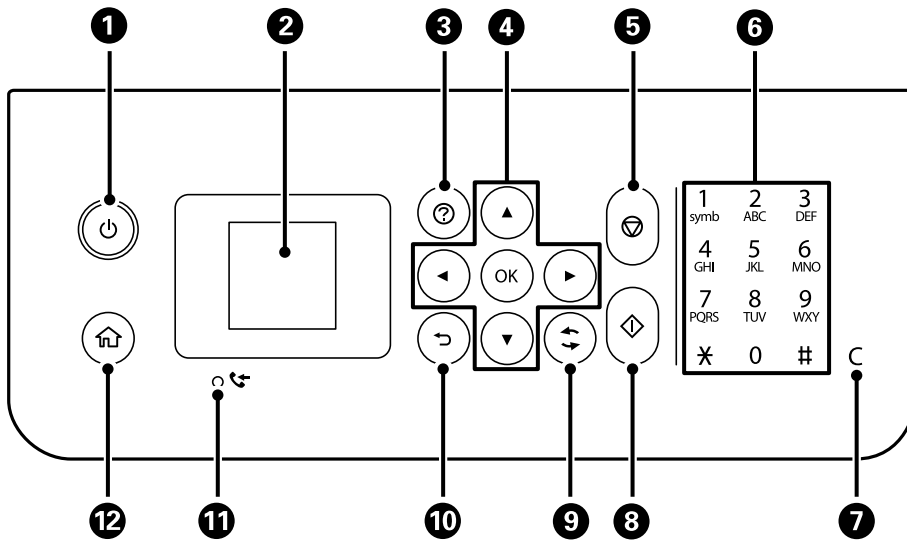 1 2 3 4 5 6
1 2 3
symb ABC DEF
? OK
4 5 6
GHI JKL MNO
7 8 9
PQRS TUV WXY
* 0 #
C
12 11 10 9 8 7